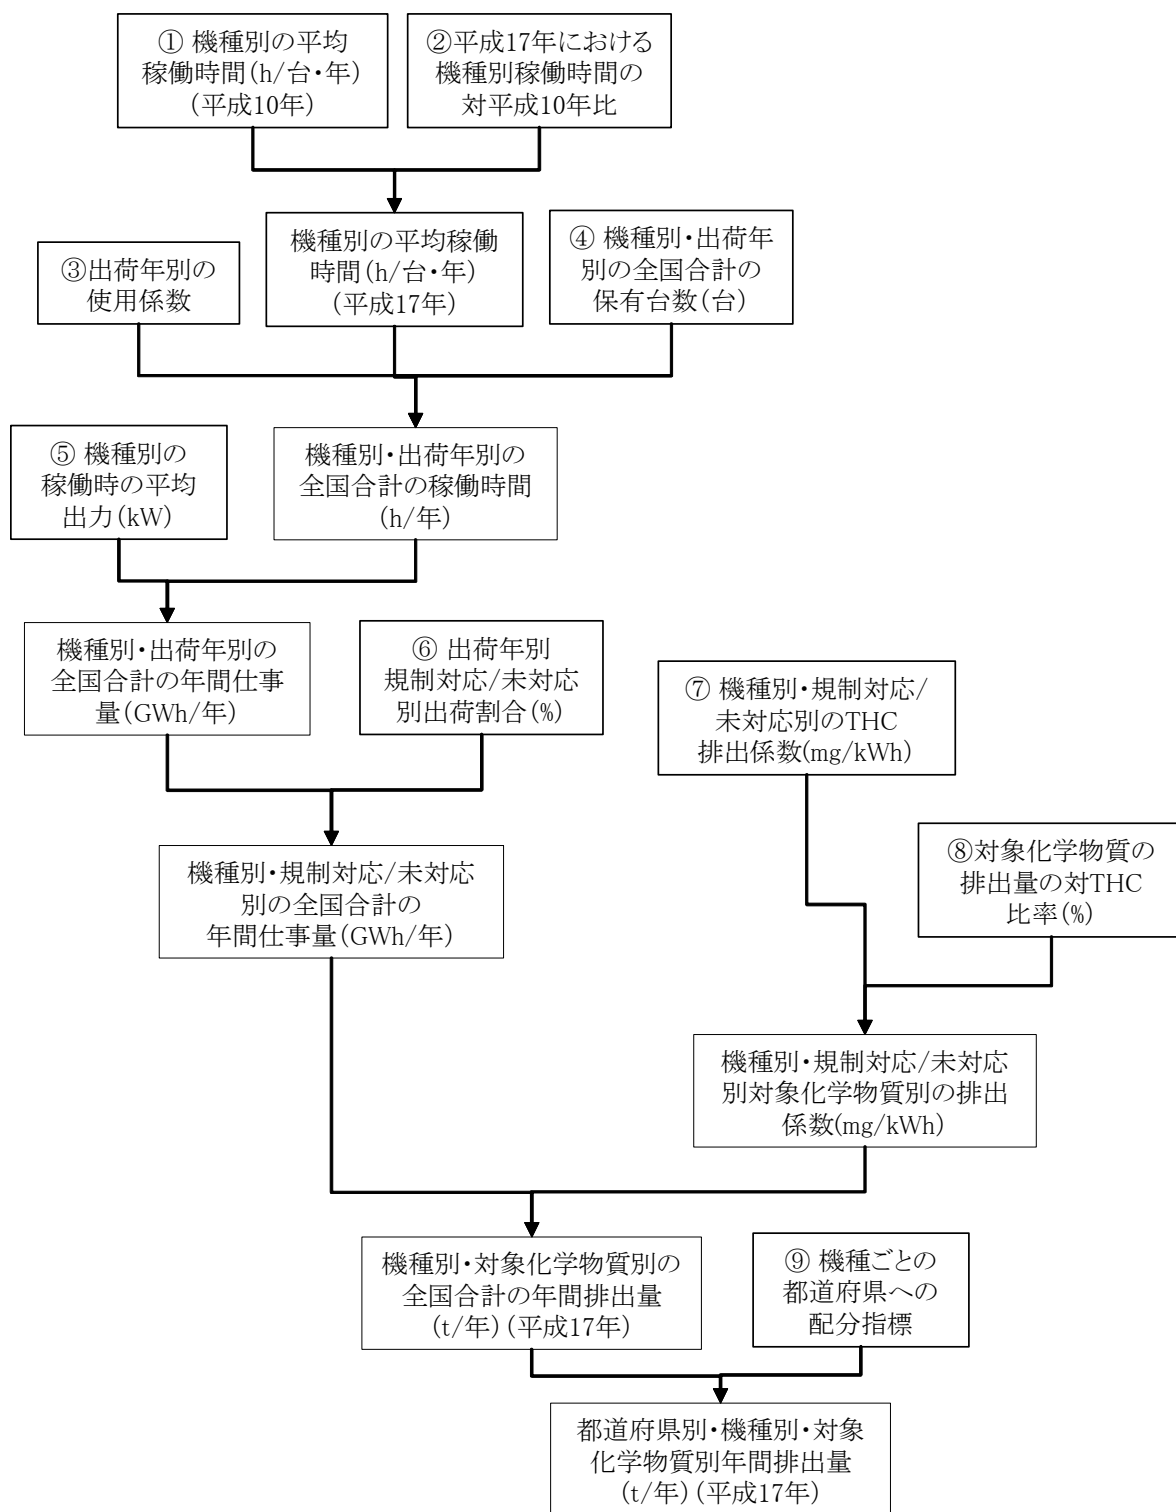 ① 機種別の平均
稼働時間(h/台・年)
(平成10年)
②平成17年における
機種別稼働時間の
対平成10年比
③出荷年別の
使用係数
機種別の平均稼働
時間(h/台・年)
(平成17年)
④ 機種別・出荷年
別の全国合計の
保有台数(台)
⑤ 機種別の
稼働時の平均
出力(kW)
機種別・出荷年別の
全国合計の稼働時間
(h/年)
機種別・出荷年別の
全国合計の年間仕事
量(GWh/年)
⑥ 出荷年別
規制対応/未対応
別出荷割合(%)
⑦ 機種別・規制対応/
未対応別のTHC
排出係数(mg/kWh)
⑧対象化学物質の
排出量の対THC
比率(%)
機種別・規制対応/未対応
別の全国合計の
年間仕事量(GWh/年)
機種別・規制対応/未対応
別対象化学物質別の排出
係数(mg/kWh)
機種別・対象化学物質別の
全国合計の年間排出量
(t/年)(平成17年)
⑨ 機種ごとの
都道府県への
配分指標
都道府県別・機種別・対象
化学物質別年間排出量
(t/年)(平成17年)